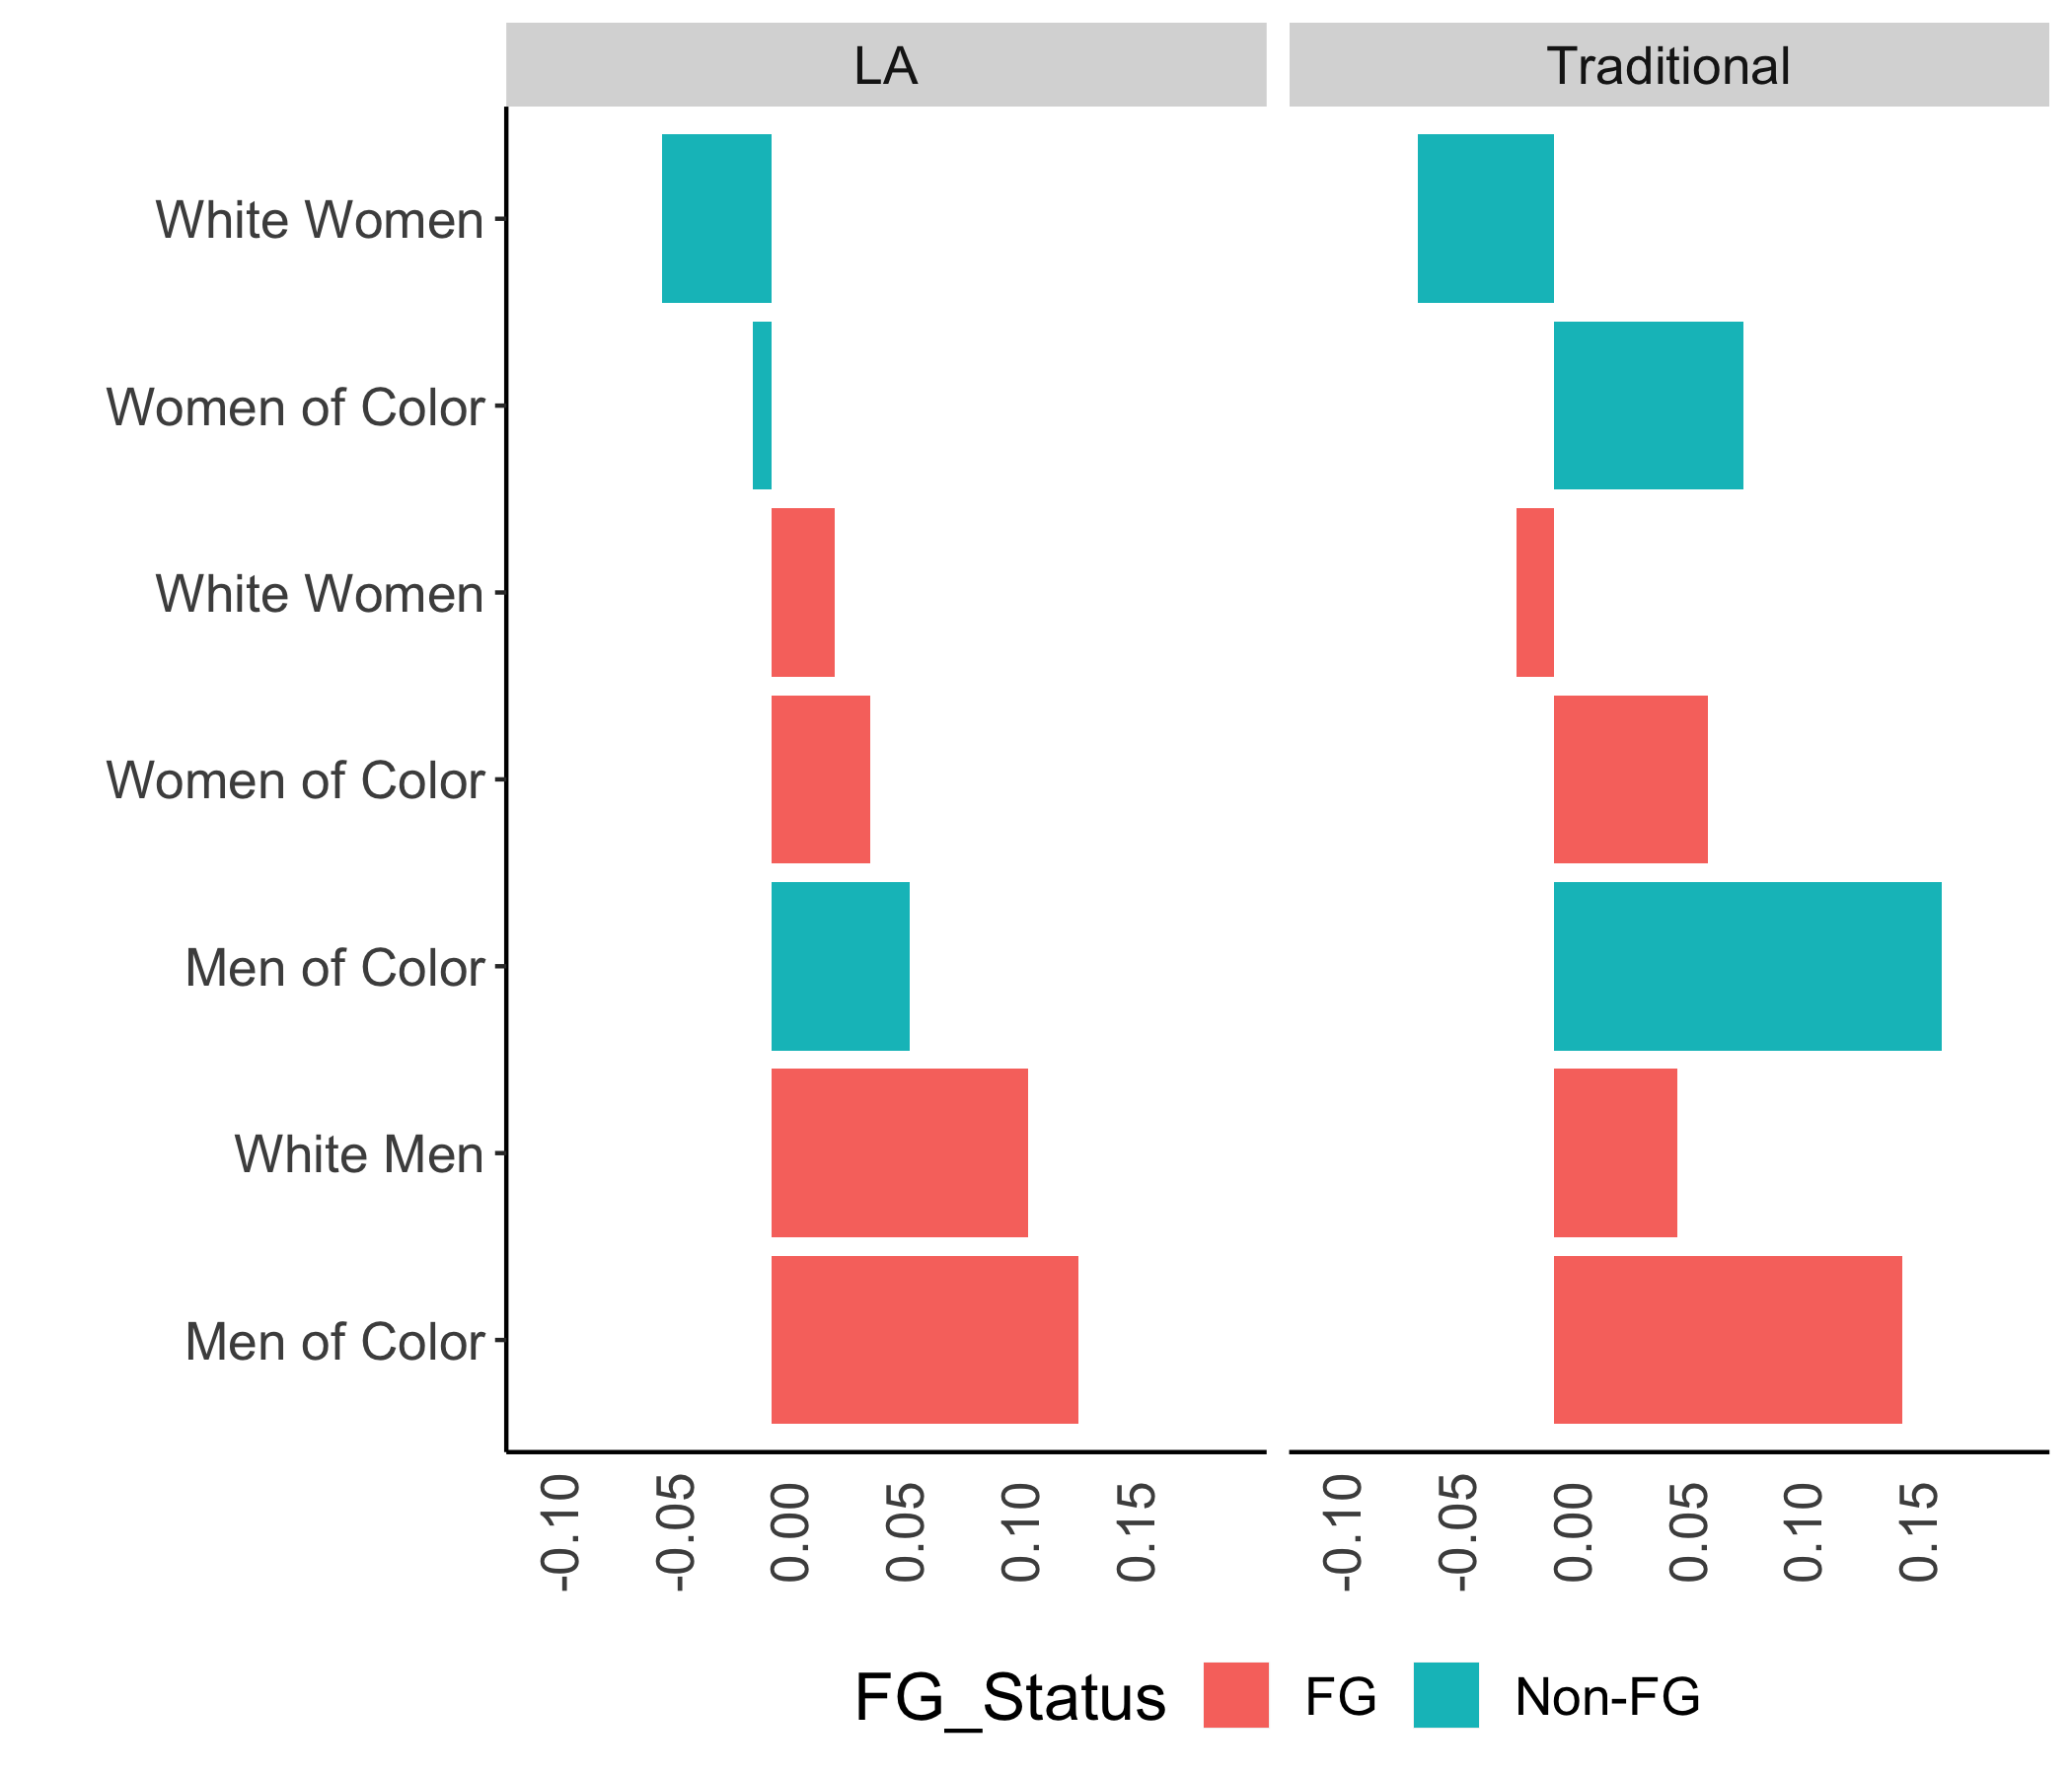 LA Traditional
White Women
Women of Color
White Women
Women of Color
Men of Color
White Men
Men of Color
-0.10 -0.05 0.00 0.05 0.10 0.15 -0.10 -0.05 0.00 0.05 0.10 0.15
FG_Status FG Non-FG